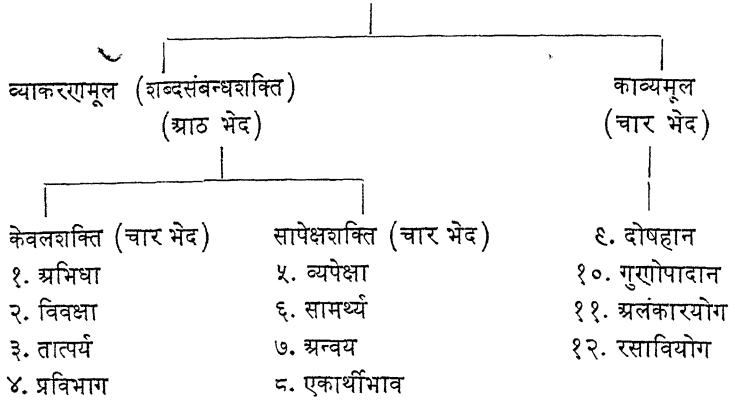 व्याकरणमूल (शब्दसंबन्धशक्ति)
(आठ भेद)
काव्यमूल
(चार भेद)
केवलशक्ति (चार भेद)
१. अभिधा
२. विवक्षा
३. तात्पर्य
४. प्रविभाग
सापेक्षशक्ति (चार भेद)
५. व्यपेक्षा
६. सामर्थ्य
७. अन्वय
८. एकार्थीभाव
९. दोषहान
१०. गुणोपादान
११. अलंकारयोग
१२. रसावियोग